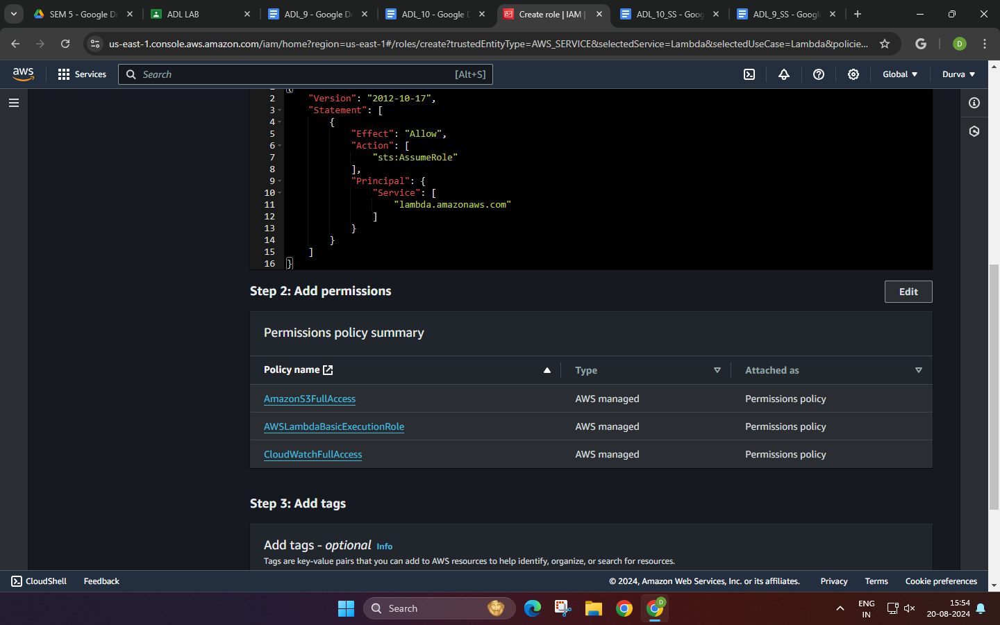 SEM 5 - Google Dr
ADL LAB
ADL_9 - Google Do
ADL_10 - Google D
Create role | IAM |
ADL_10_SS - Goog
ADL_9_SS - Google
us-east-1.console.aws.amazon.com/iam/home?region=us-east-1#/roles/create?trustedEntityType=AWS_SERVICE&selectedService=Lambda&selectedUseCase=Lambda&policie...
D
aws
Services
Search
[Alt+S]
Global
Durva
{
2 "Version": "2012-10-17",
3 "Statement": [
4 {
5 "Effect": "Allow",
6 "Action": [
7 "sts:AssumeRole"
8 ],
9 "Principal": {
10 "Service": [
11 "lambda.amazonaws.com"
12 ]
13 }
14 }
15 ]
16 }
Step 2: Add permissions
Edit
Permissions policy summary
Policy name Type Attached as
AmazonS3FullAccess AWS managed Permissions policy
AWSLambdaBasicExecutionRole AWS managed Permissions policy
CloudWatchFullAccess AWS managed Permissions policy
Step 3: Add tags
Add tags - optional Info
Tags are key-value pairs that you can add to AWS resources to help identify, organize, or search for resources.
CloudShell Feedback © 2024, Amazon Web Services, Inc. or its affiliates. Privacy Terms Cookie preferences
Search
D
ENG
IN
15:54
20-08-2024